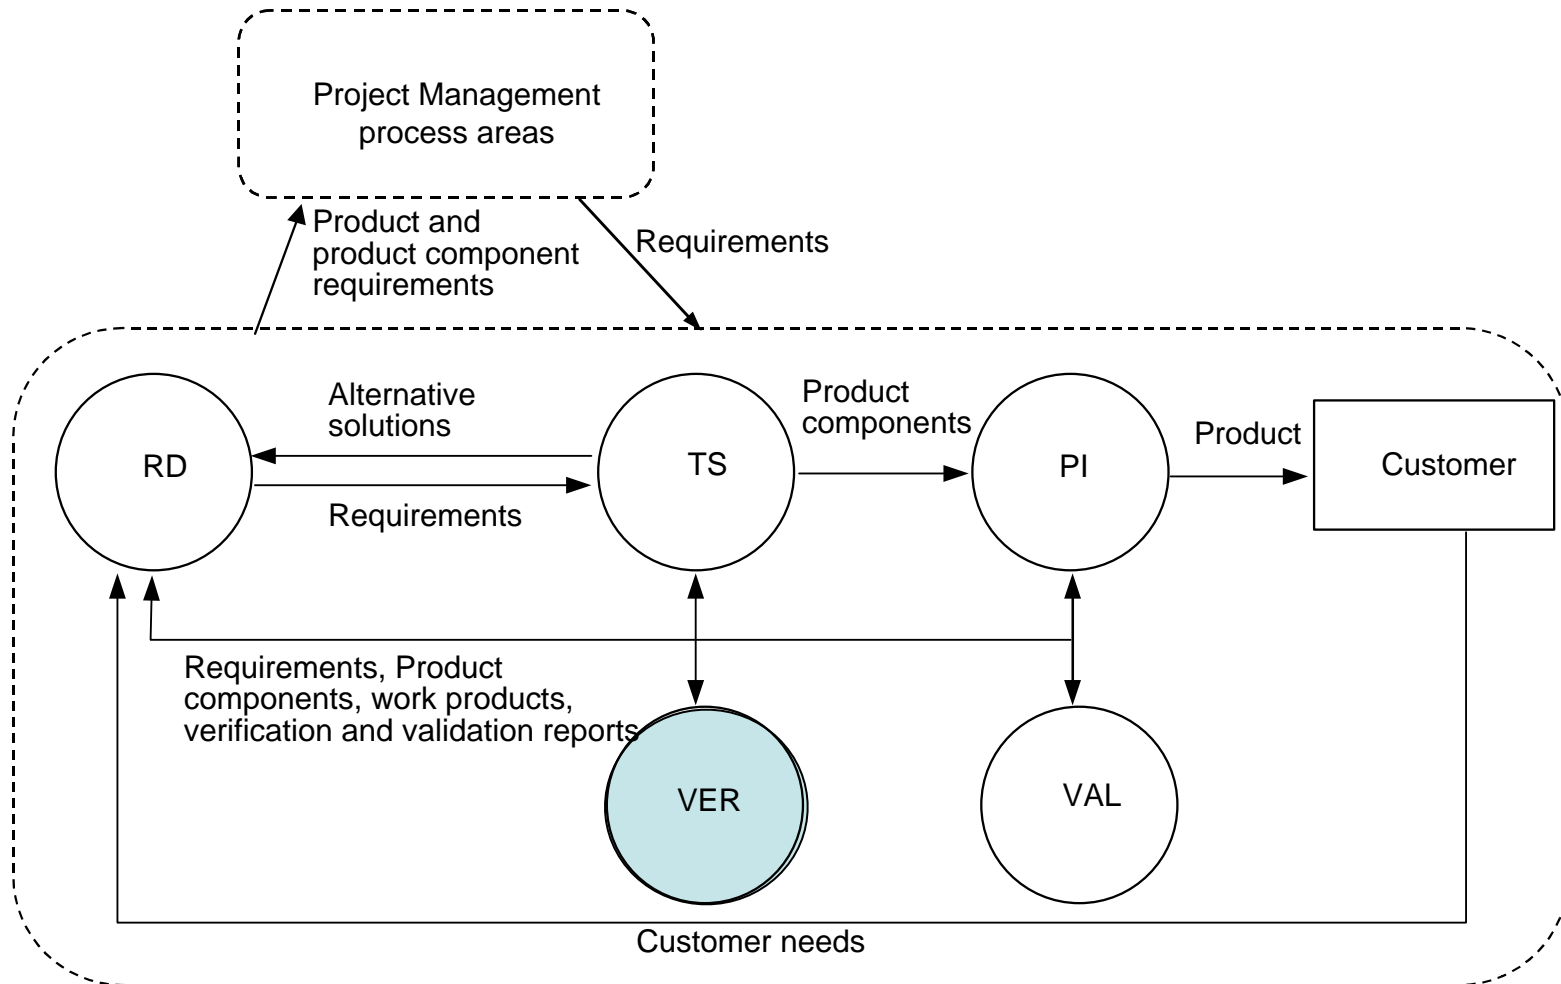 Project Management
process areas
Product and
product component
requirements
Requirements
Alternative
solutions
Product
components
Product
RD
TS
PI
Customer
Requirements
Requirements, Product
components, work products,
verification and validation reports
VER
VAL
Customer needs